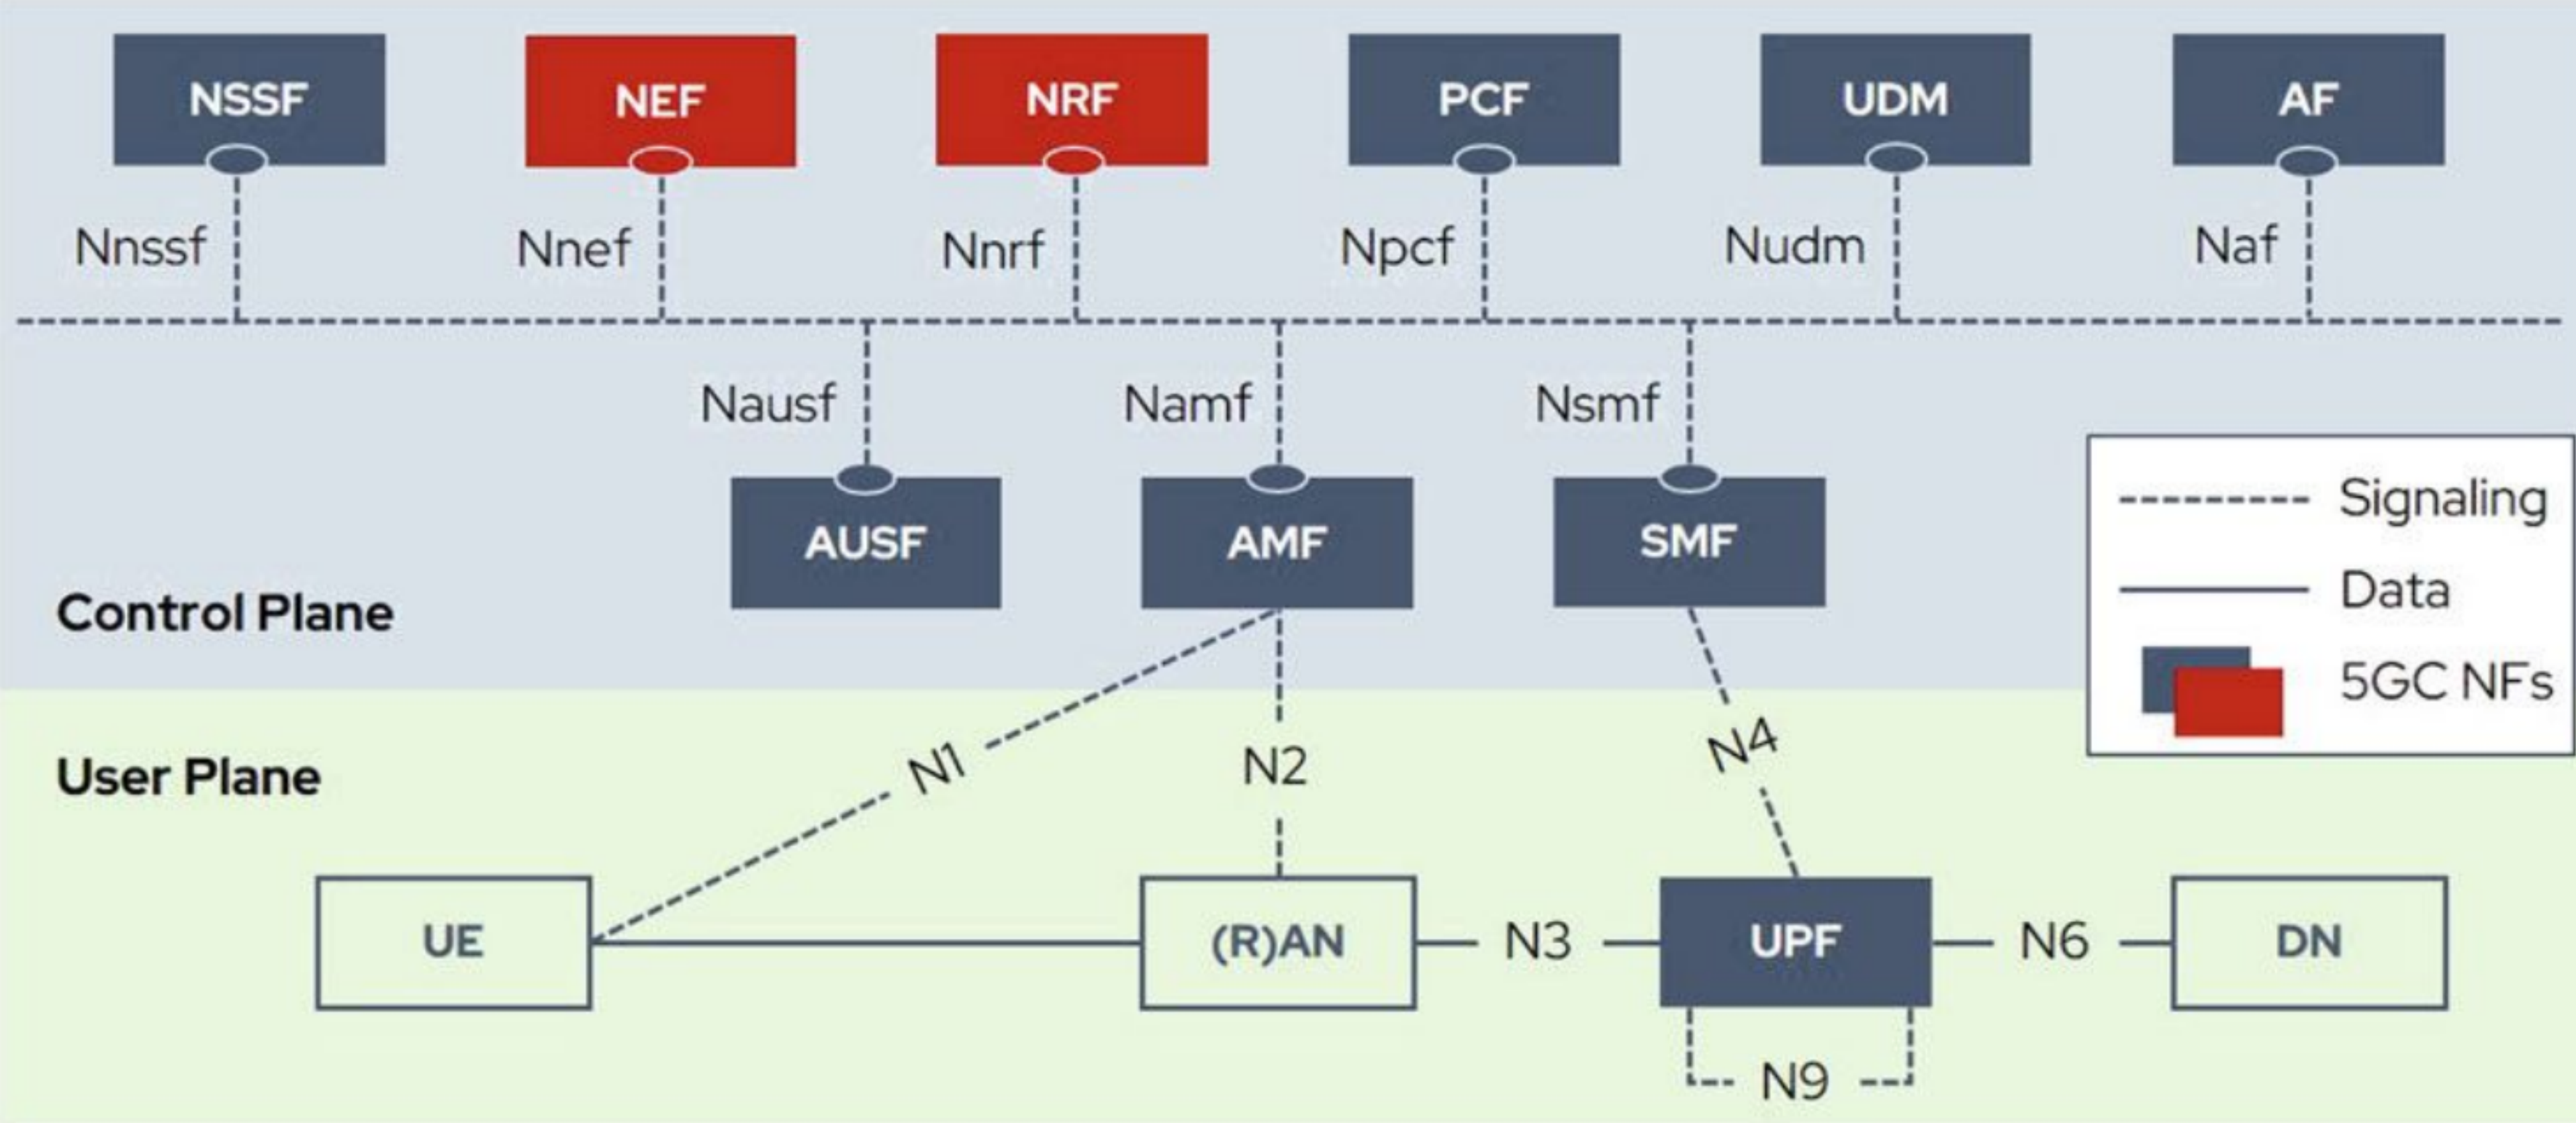 NSSF
NEF
NRF
PCF
UDM
AF
Nnssf
Nnef
Nnrf
Npcf
Nudm
Naf
Nausf
Namf
Nsmf
AUSF
AMF
SMF
Signaling
Data
5GC NFs
Control Plane
User Plane
N1
N2
N4
UE
(R)AN
N3
UPF
N6
DN
N9